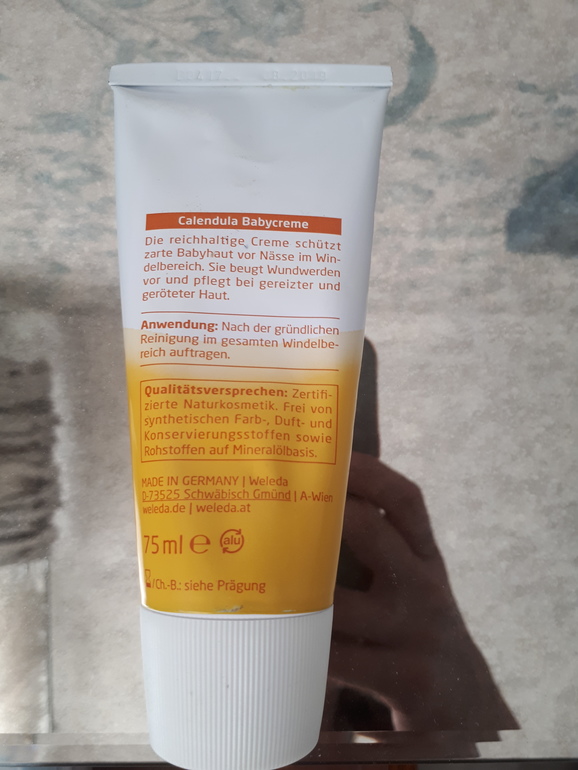 Calendula Babycreme
Die reichhaltige Creme schützt
zarte Babyhaut vor Nässe im Win-
delbereich. Sie beugt Wundwerden
vor und pflegt bei gereizter und
geröteter Haut.
Anwendung: Nach der gründlichen
Reinigung im gesamten Windelbe-
reich auftragen.
Qualitätsversprechen: Zertifi-
zierte Naturkosmetik. Frei von
synthetischen Farb-, Duft- und
Konservierungsstoffen sowie
Rohstoffen auf Mineralölbasis.
MADE IN GERMANY | Weleda
D-73525 Schwäbisch Gmünd | A-Wien
weleda.de | weleda.at
75 ml e alu
/Ch.-B.: siehe Prägung